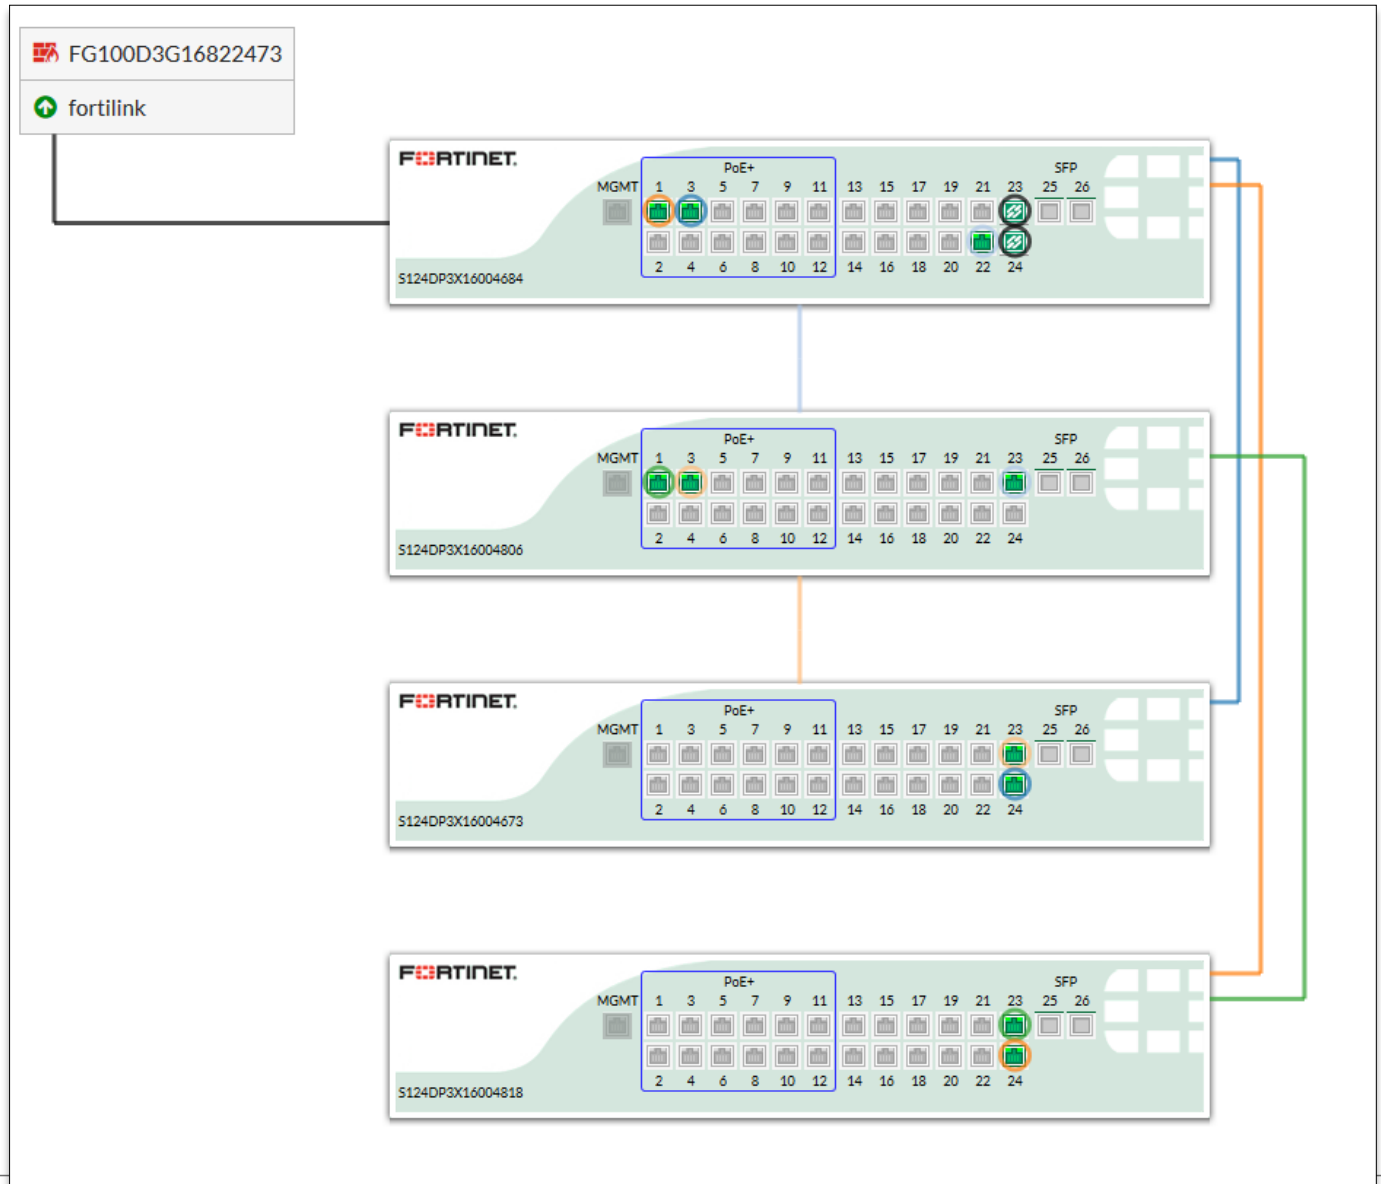 FG100D3G16822473
fortilink
FORTINET.
PoE+ SFP
MGMT 1 3 5 7 9 11 13 15 17 19 21 23 25 26
2 4 6 8 10 12 14 16 18 20 22 24
S124DP3X16004684
FORTINET.
PoE+ SFP
MGMT 1 3 5 7 9 11 13 15 17 19 21 23 25 26
2 4 6 8 10 12 14 16 18 20 22 24
S124DP3X16004806
FORTINET.
PoE+ SFP
MGMT 1 3 5 7 9 11 13 15 17 19 21 23 25 26
2 4 6 8 10 12 14 16 18 20 22 24
S124DP3X16004673
FORTINET.
PoE+ SFP
MGMT 1 3 5 7 9 11 13 15 17 19 21 23 25 26
2 4 6 8 10 12 14 16 18 20 22 24
S124DP3X16004818